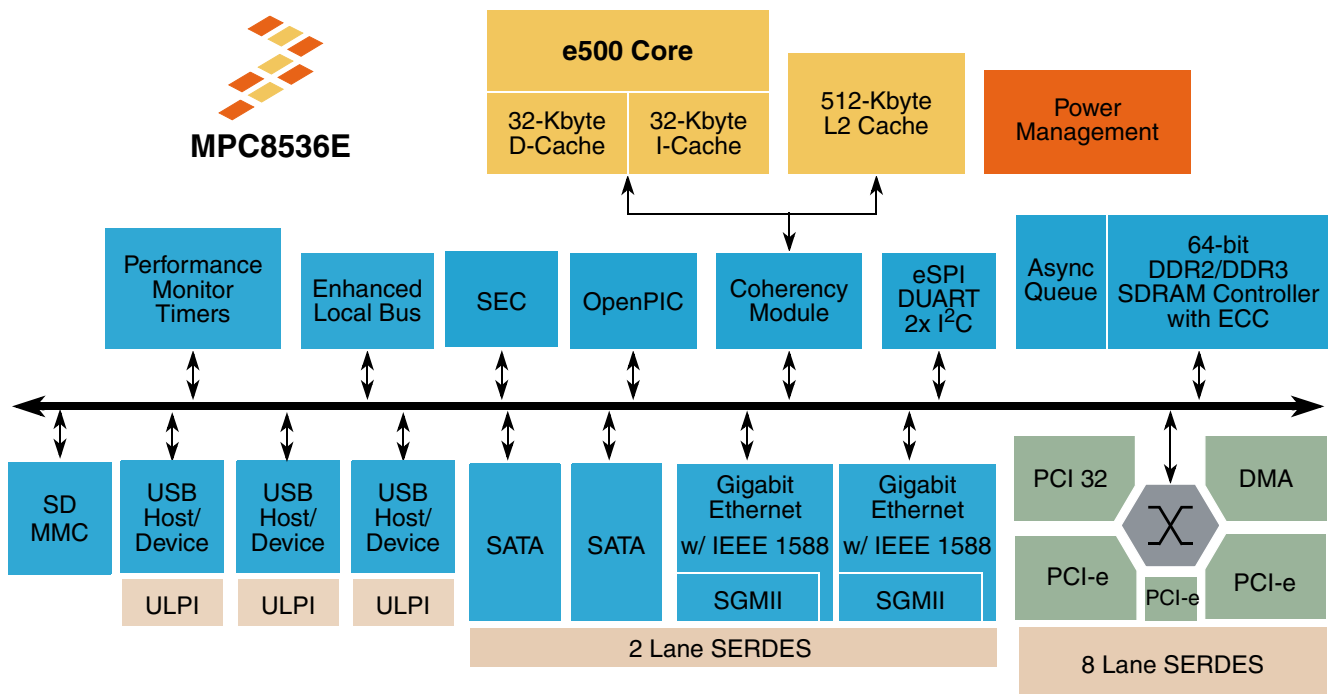 MPC8536E
e500 Core
32-Kbyte
D-Cache
32-Kbyte
I-Cache
512-Kbyte
L2 Cache
Power
Management
Performance
Monitor
Timers
Enhanced
Local Bus
SEC
OpenPIC
Coherency
Module
eSPI
DUART
2x I²C
Async
Queue
64-bit
DDR2/DDR3
SDRAM Controller
with ECC
SD
MMC
USB
Host/
Device
ULPI
USB
Host/
Device
ULPI
USB
Host/
Device
ULPI
SATA
SATA
Gigabit
Ethernet
w/ IEEE 1588
SGMII
Gigabit
Ethernet
w/ IEEE 1588
SGMII
2 Lane SERDES
PCI 32
DMA
PCI-e
PCI-e
PCI-e
8 Lane SERDES